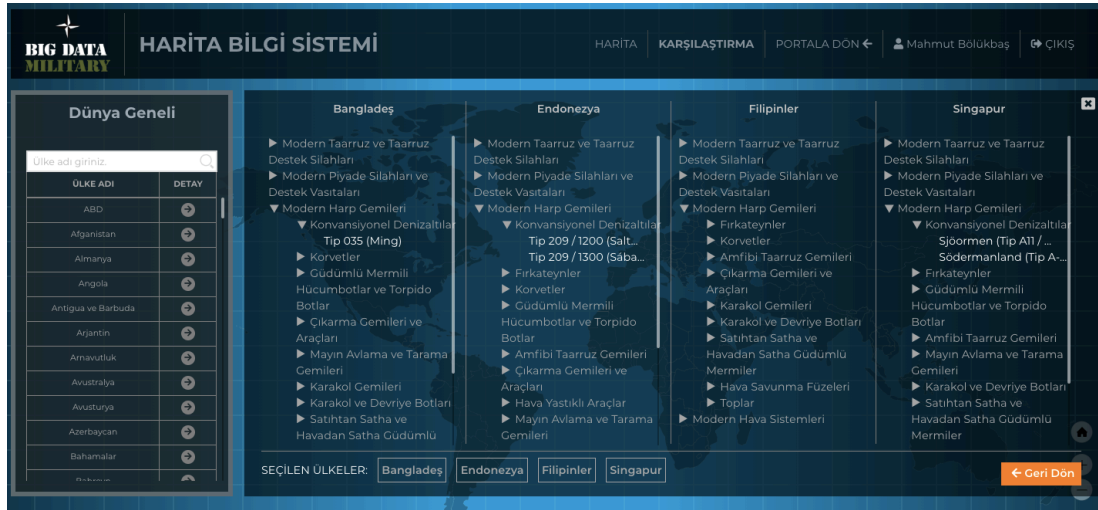 BIG DATA
MILITARY
HARİTA BİLGİ SİSTEMİ
HARİTA
KARŞILAŞTIRMA
PORTALA DÖN
Mahmut Bölükbaş
ÇIKIŞ
Dünya Geneli
Ülke adı giriniz.
ÜLKE ADI DETAY
ABD
Afganistan
Almanya
Angola
Antigua ve Barbuda
Arjantin
Arnavutluk
Avustralya
Avusturya
Azerbaycan
Bahamalar
Bangladeş
▶ Modern Taarruz ve Taarruz
Destek Silahları
▶ Modern Piyade Silahları ve
Destek Vasıtaları
▼ Modern Harp Gemileri
▼ Konvansiyonel Denizaltılar
Tip 035 (Ming)
▶ Korvetler
▶ Güdümlü Mermili
Hücumbotlar ve Torpido
Botlar
▶ Çıkarma Gemileri ve
Araçları
▶ Mayın Avlama ve Tarama
Gemileri
▶ Karakol Gemileri
▶ Karakol ve Devriye Botları
▶ Satıhtan Satha ve
Havadan Satha Güdümlü
Endonezya
▶ Modern Taarruz ve Taarruz
Destek Silahları
▶ Modern Piyade Silahları ve
Destek Vasıtaları
▼ Modern Harp Gemileri
▼ Konvansiyonel Denizaltılar
Tip 209 / 1200 (Salt...
Tip 209 / 1300 (Sába...
▶ Fırkateynler
▶ Korvetler
▶ Güdümlü Mermili
Hücumbotlar ve Torpido
Botlar
▶ Amfibi Taarruz Gemileri
▶ Çıkarma Gemileri ve
Araçları
▶ Hava Yastıklı Araçlar
▶ Mayın Avlama ve Tarama
Gemileri
Filipinler
▶ Modern Taarruz ve Taarruz
Destek Silahları
▶ Modern Piyade Silahları ve
Destek Vasıtaları
▼ Modern Harp Gemileri
▶ Fırkateynler
▶ Korvetler
▶ Amfibi Taarruz Gemileri
▶ Çıkarma Gemileri ve
Araçları
▶ Karakol Gemileri
▶ Karakol ve Devriye Botları
▶ Satıhtan Satha ve
Havadan Satha Güdümlü
Mermiler
▶ Hava Savunma Füzeleri
▶ Toplar
▶ Modern Hava Sistemleri
Singapur
▶ Modern Taarruz ve Taarruz
Destek Silahları
▶ Modern Piyade Silahları ve
Destek Vasıtaları
▼ Modern Harp Gemileri
▼ Konvansiyonel Denizaltılar
Sjöormen (Tip A11 / ...
Södermanland (Tip A-...
▶ Fırkateynler
▶ Güdümlü Mermili
Hücumbotlar ve Torpido
Botlar
▶ Amfibi Taarruz Gemileri
▶ Mayın Avlama ve Tarama
Gemileri
▶ Karakol ve Devriye Botları
▶ Satıhtan Satha ve
Havadan Satha Güdümlü
Mermiler
SEÇİLEN ÜLKELER: Bangladeş Endonezya Filipinler Singapur
Geri Dön